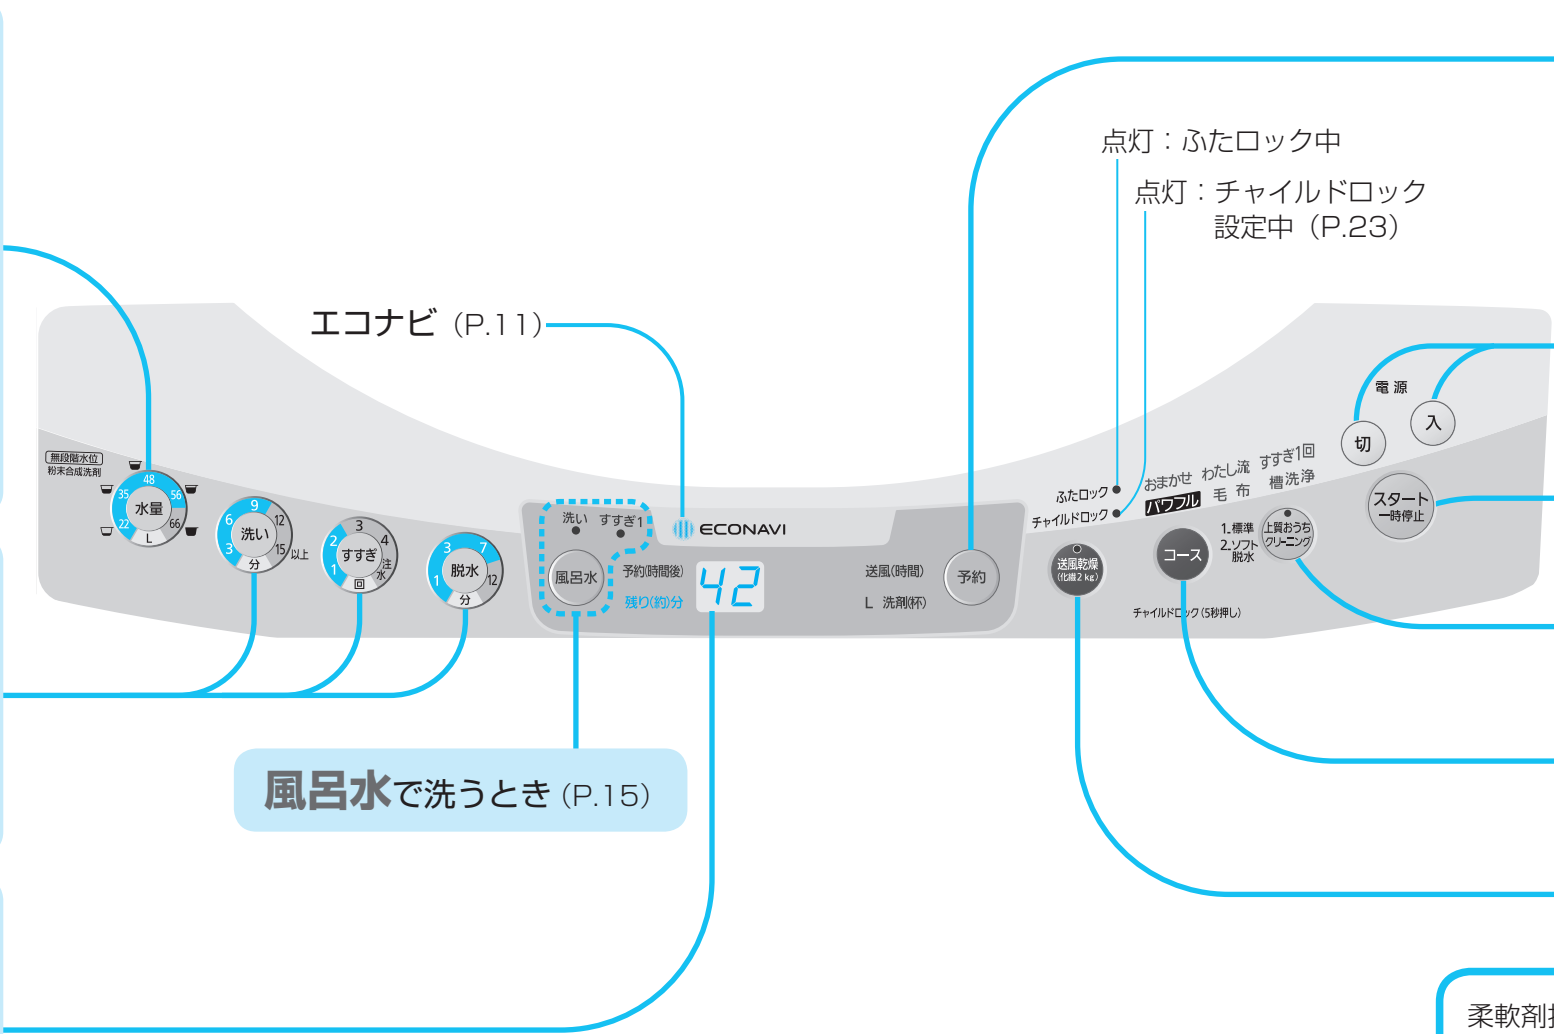 点灯：ふたロック中
点灯：チャイルドロック
設定中（P.23）
エコナビ（P.11）
電源
切
入
無段階水位
粉末合成洗剤
水量
22
35
48
56
66
L
洗い
3
6
9
12
15
以上
分
すすぎ
1
2
3
4
注水
回
脱水
1
3
7
12
分
洗い
すすぎ1
風呂水
ECONAVI
予約(時間後)
残り(約)分
42
送風(時間)
L 洗剤(杯)
予約
ふたロック
チャイルドロック
おまかせ わたし流 すすぎ1回
パワフル 毛布 槽洗浄
送風乾燥
(化繊2kg)
コース
1.標準
2.ソフト
脱水
上質おうち
クリーニング
スタート
一時停止
チャイルドロック(5秒押し)
風呂水で洗うとき（P.15）
柔軟剤